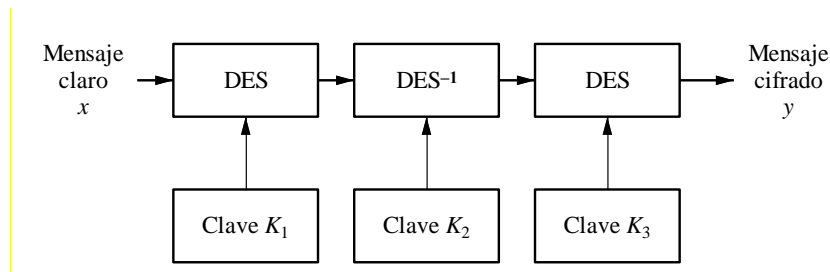 Mensaje
claro
x
DES
DES⁻¹
DES
Mensaje
cifrado
y
Clave K₁
Clave K₂
Clave K₃